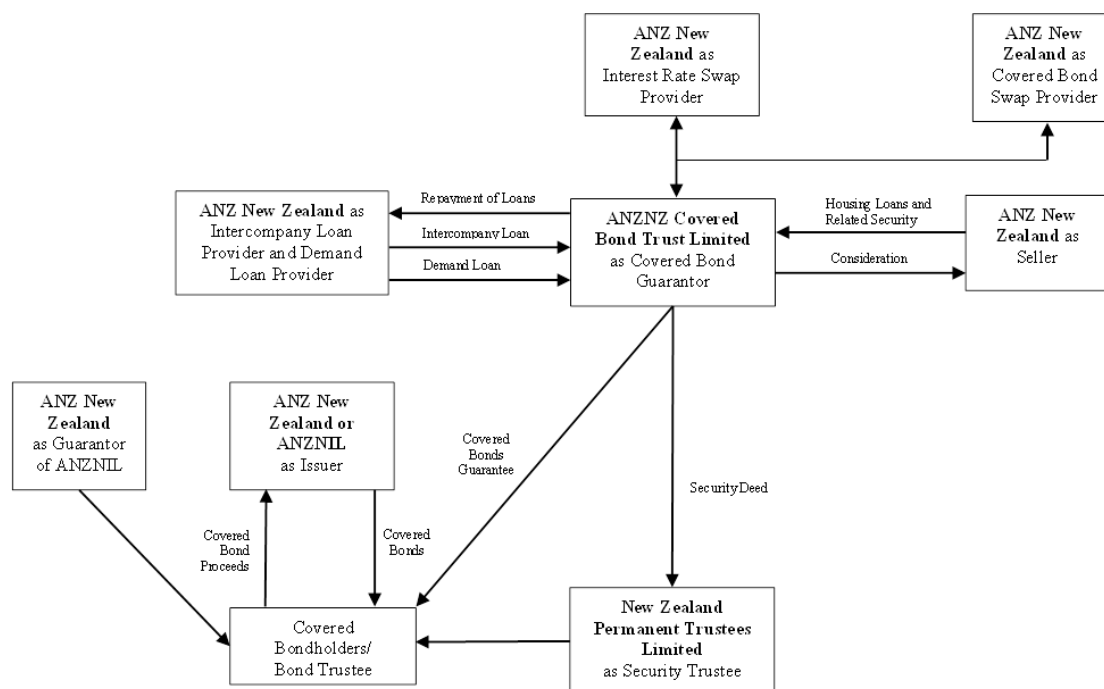 ANZ New
Zealand as
Interest Rate Swap
Provider
ANZ New
Zealand as
Covered Bond
Swap Provider
ANZ New Zealand as
Intercompany Loan
Provider and Demand
Loan Provider
Repayment of Loans
Intercompany Loan
Demand Loan
ANZNZ Covered
Bond Trust Limited
as Covered Bond
Guarantor
Housing Loans and
Related Security
Consideration
ANZ New
Zealand as
Seller
ANZ New
Zealand
as Guarantor
of ANZNIL
ANZ New
Zealand or
ANZNIL
as Issuer
Covered
Bonds
Guarantee
Security Deed
Covered
Bond
Proceeds
Covered
Bonds
Covered
Bondholders/
Bond Trustee
New Zealand
Permanent Trustees
Limited
as Security Trustee